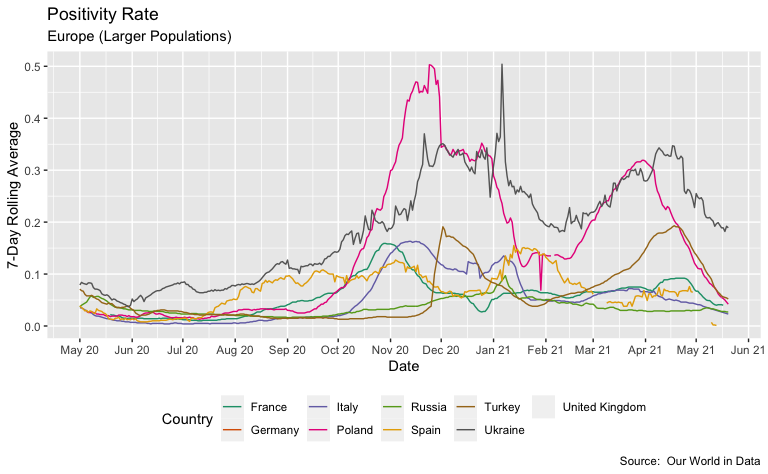 Positivity Rate
Europe (Larger Populations)
7-Day Rolling Average
0.5
0.4
0.3
0.2
0.1
0.0
May 20 Jun 20 Jul 20 Aug 20 Sep 20 Oct 20 Nov 20 Dec 20 Jan 21 Feb 21 Mar 21 Apr 21 May 21 Jun 21
Date
Country
France Italy Russia Turkey United Kingdom
Germany Poland Spain Ukraine
Source: Our World in Data